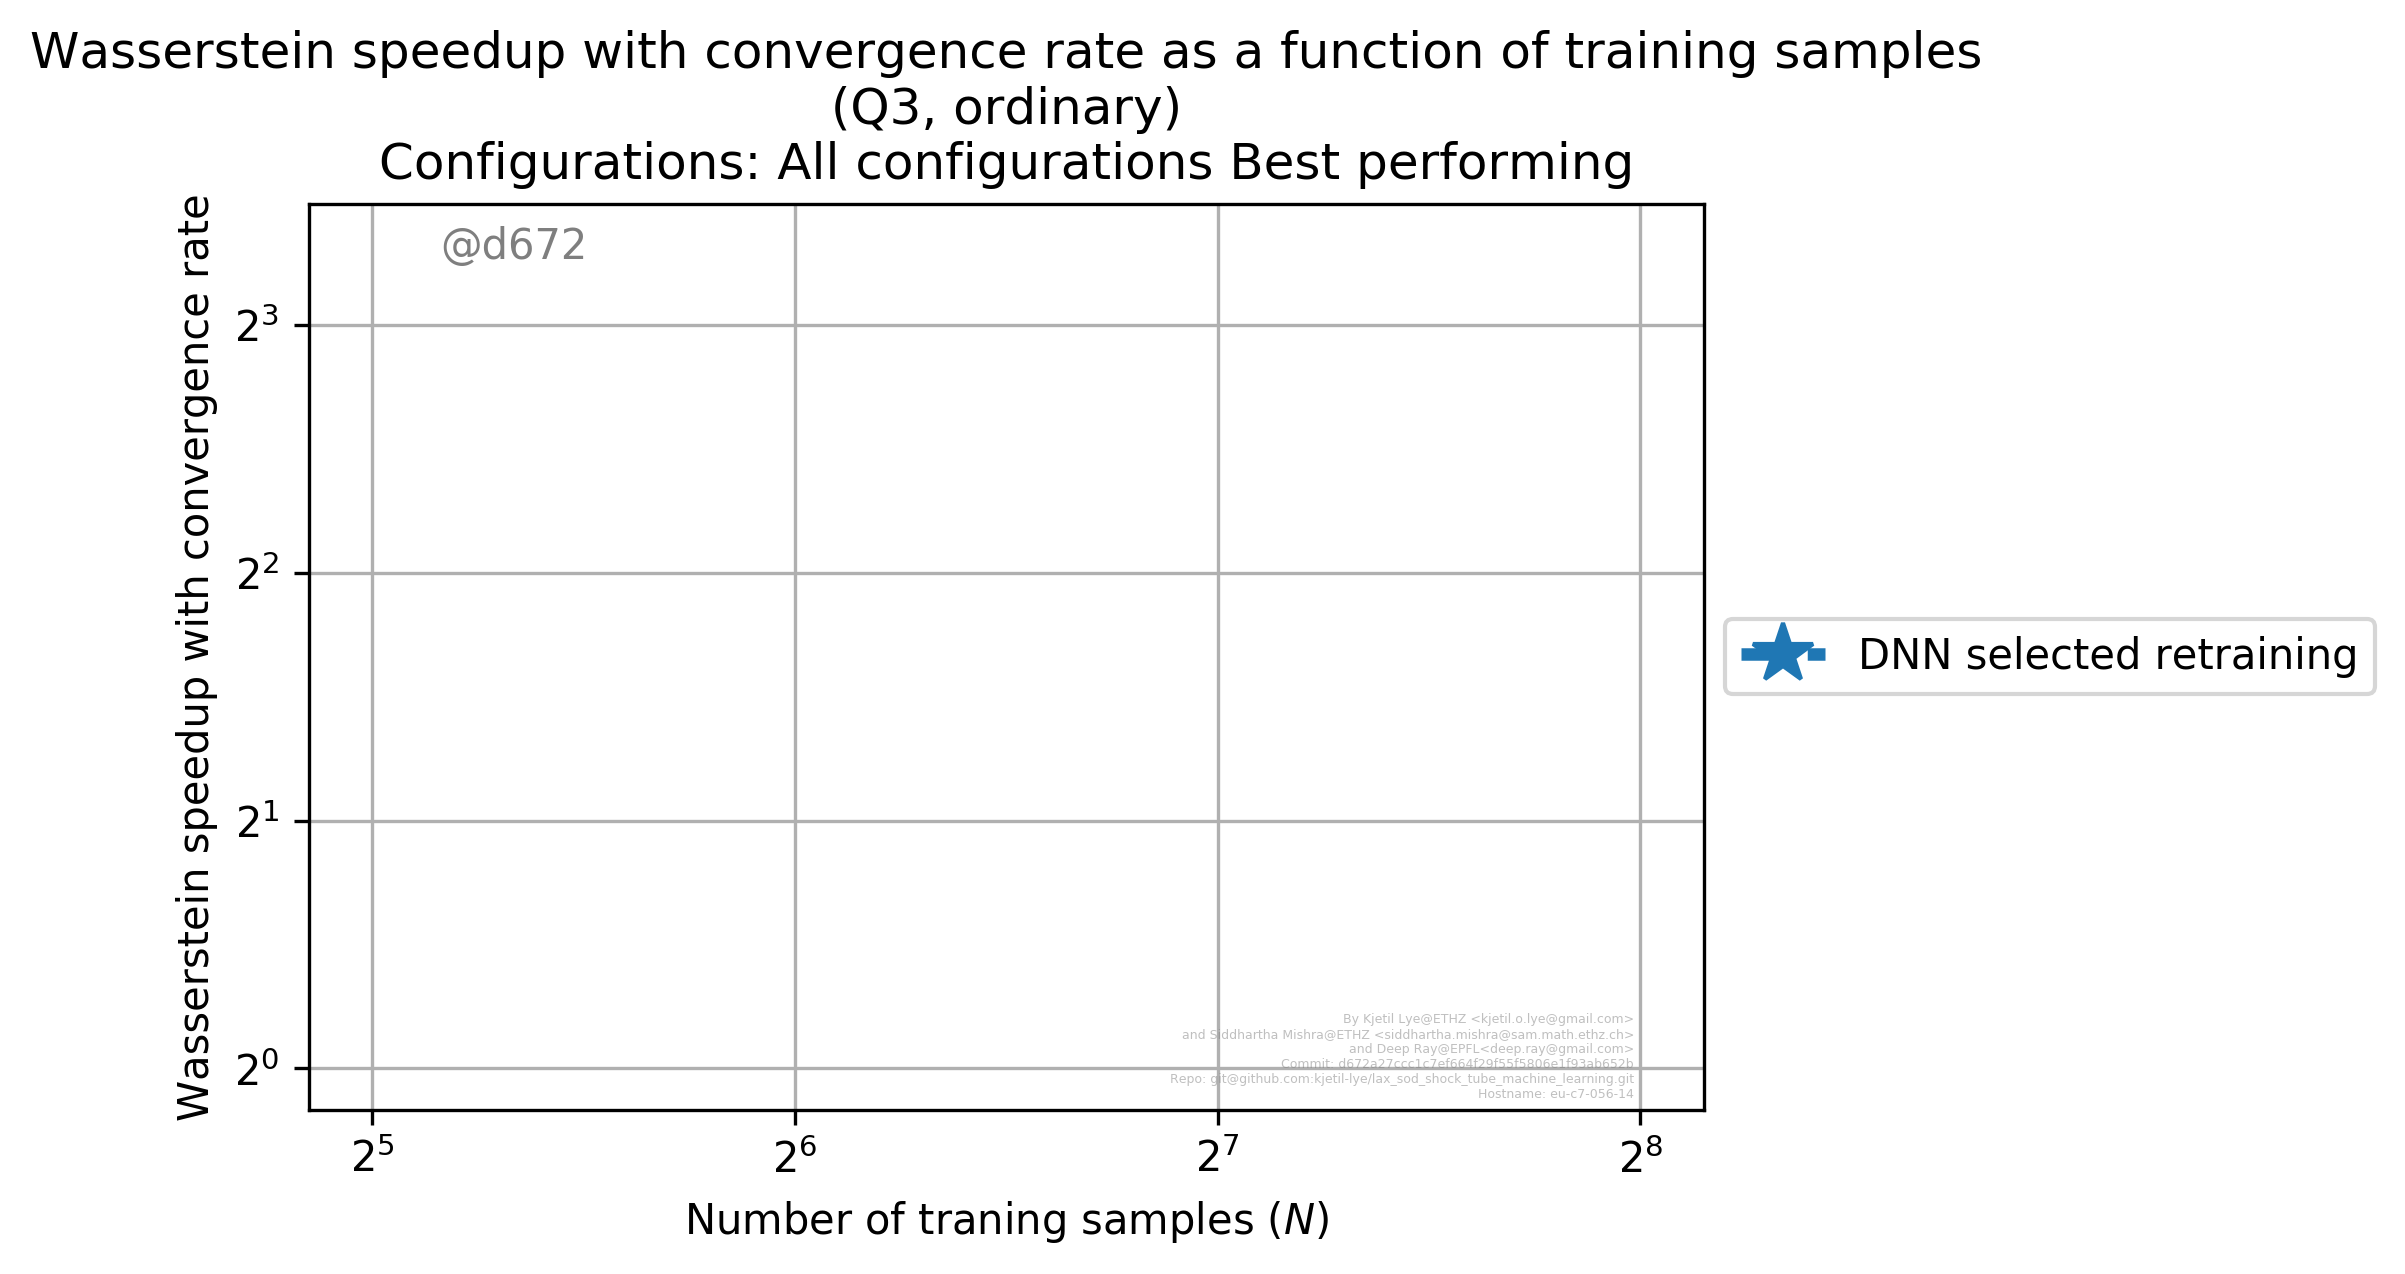 Wasserstein speedup with convergence rate as a function of training samples
(Q3, ordinary)
Configurations: All configurations Best performing
Wasserstein speedup with convergence rate
@d672
2³
2²
2¹
2⁰
DNN selected retraining
By Kjetil Lye@ETHZ <kjetil.o.lye@gmail.com>
and Siddhartha Mishra@ETHZ <siddhartha.mishra@sam.math.ethz.ch>
and Deep Ray@EPFL<deep.ray@gmail.com>
Commit: d672a27ccc1c7ef664f29f55f5806e1f93ab652b
Repo: git@github.com:kjetil-lye/lax_sod_shock_tube_machine_learning.git
Hostname: eu-c7-056-14
2⁵ 2⁶ 2⁷ 2⁸
Number of traning samples (N)